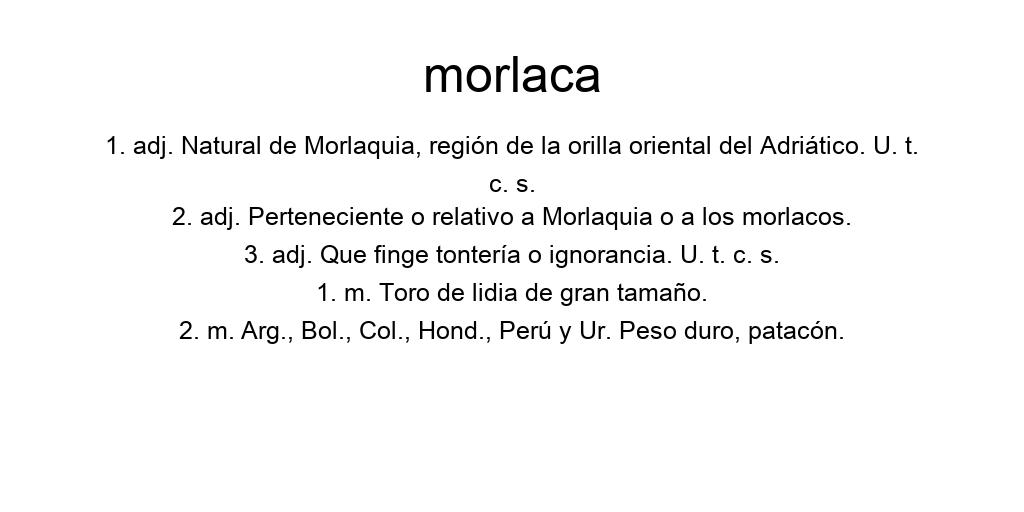 morlaca
1. adj. Natural de Morlaquia, región de la orilla oriental del Adriático. U. t.
c. s.
2. adj. Perteneciente o relativo a Morlaquia o a los morlacos.
3. adj. Que finge tontería o ignorancia. U. t. c. s.
1. m. Toro de lidia de gran tamaño.
2. m. Arg., Bol., Col., Hond., Perú y Ur. Peso duro, patacón.